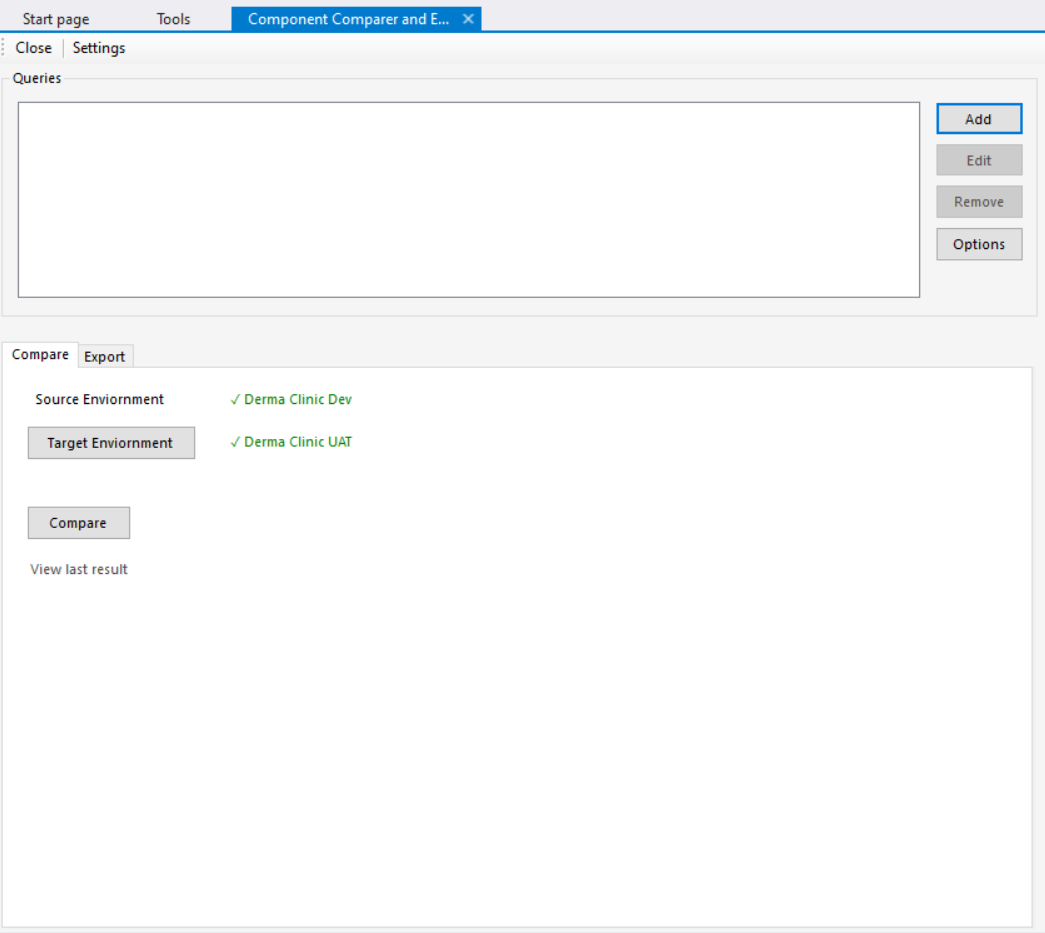 Start page Tools Component Comparer and E... ×
Close Settings
Queries
Add
Edit
Remove
Options
Compare Export
Source Enviornment ✓ Derma Clinic Dev
Target Enviornment ✓ Derma Clinic UAT
Compare
View last result